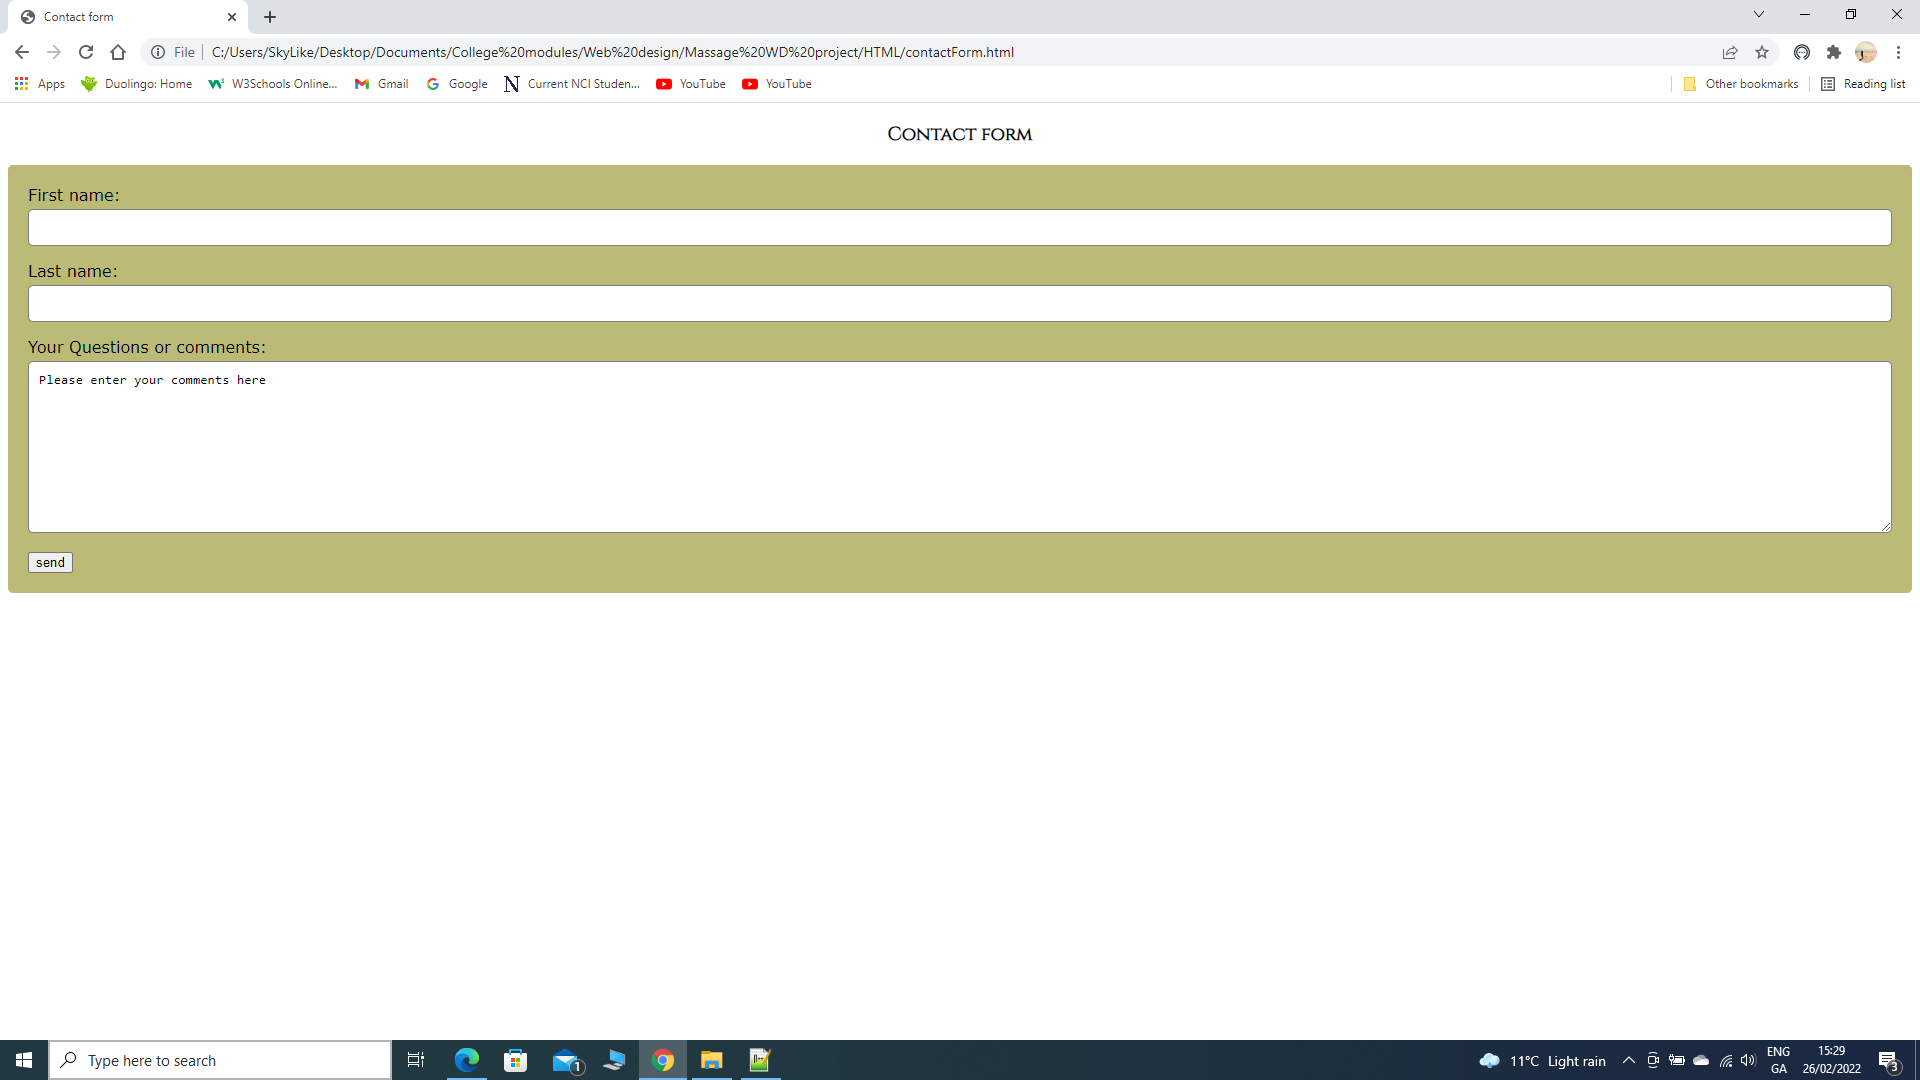 Contact form
File
C:/Users/SkyLike/Desktop/Documents/College%20modules/Web%20design/Massage%20WD%20project/HTML/contactForm.html
Apps
Duolingo: Home
W3Schools Online...
Gmail
Google
Current NCI Studen...
YouTube
YouTube
Other bookmarks
Reading list
Contact form
First name:
Last name:
Your Questions or comments:
Please enter your comments here
send
Type here to search
1
11°C Light rain
ENG
GA
15:29
26/02/2022
3